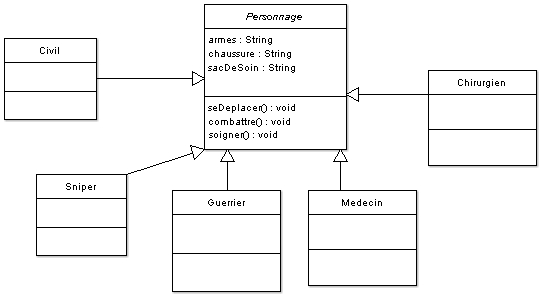 Personnage
armes : String
chaussure : String
sacDeSoin : String
seDeplacer() : void
combattre() : void
soigner() : void
Civil
Chirurgien
Sniper
Guerrier
Medecin